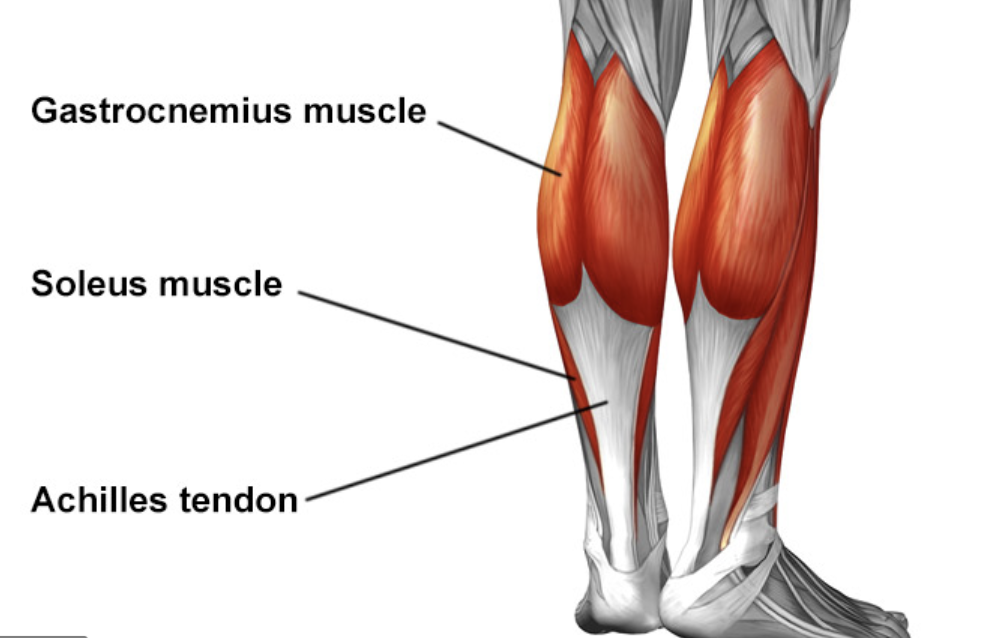 Gastrocnemius muscle
Soleus muscle
Achilles tendon